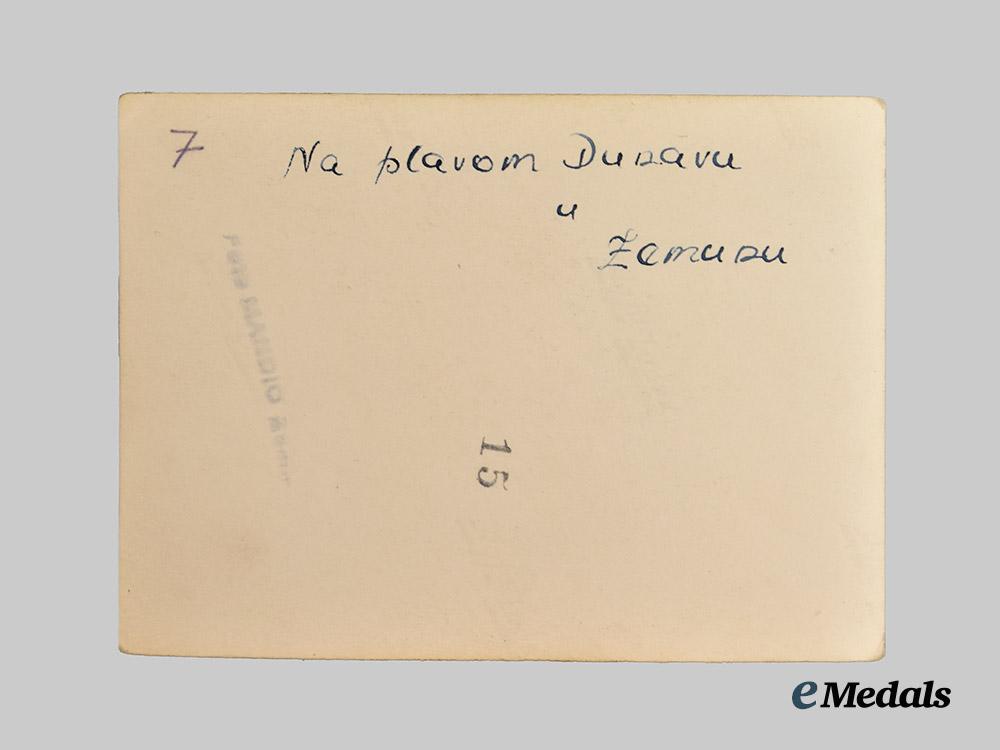 7 Na plavom Dunavu
u
Zemunu
15
eMedals